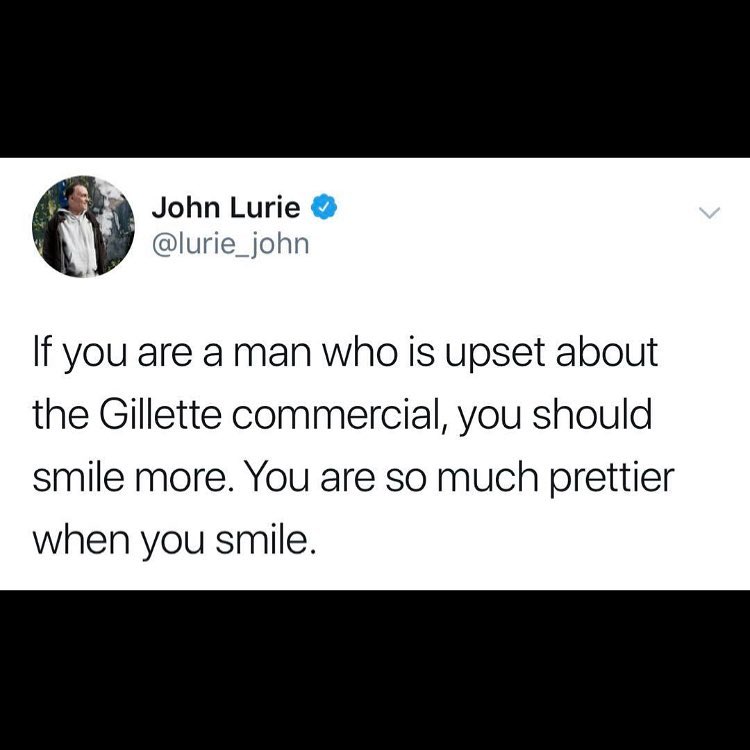 John Lurie
@lurie_john
If you are a man who is upset about
the Gillette commercial, you should
smile more. You are so much prettier
when you smile.